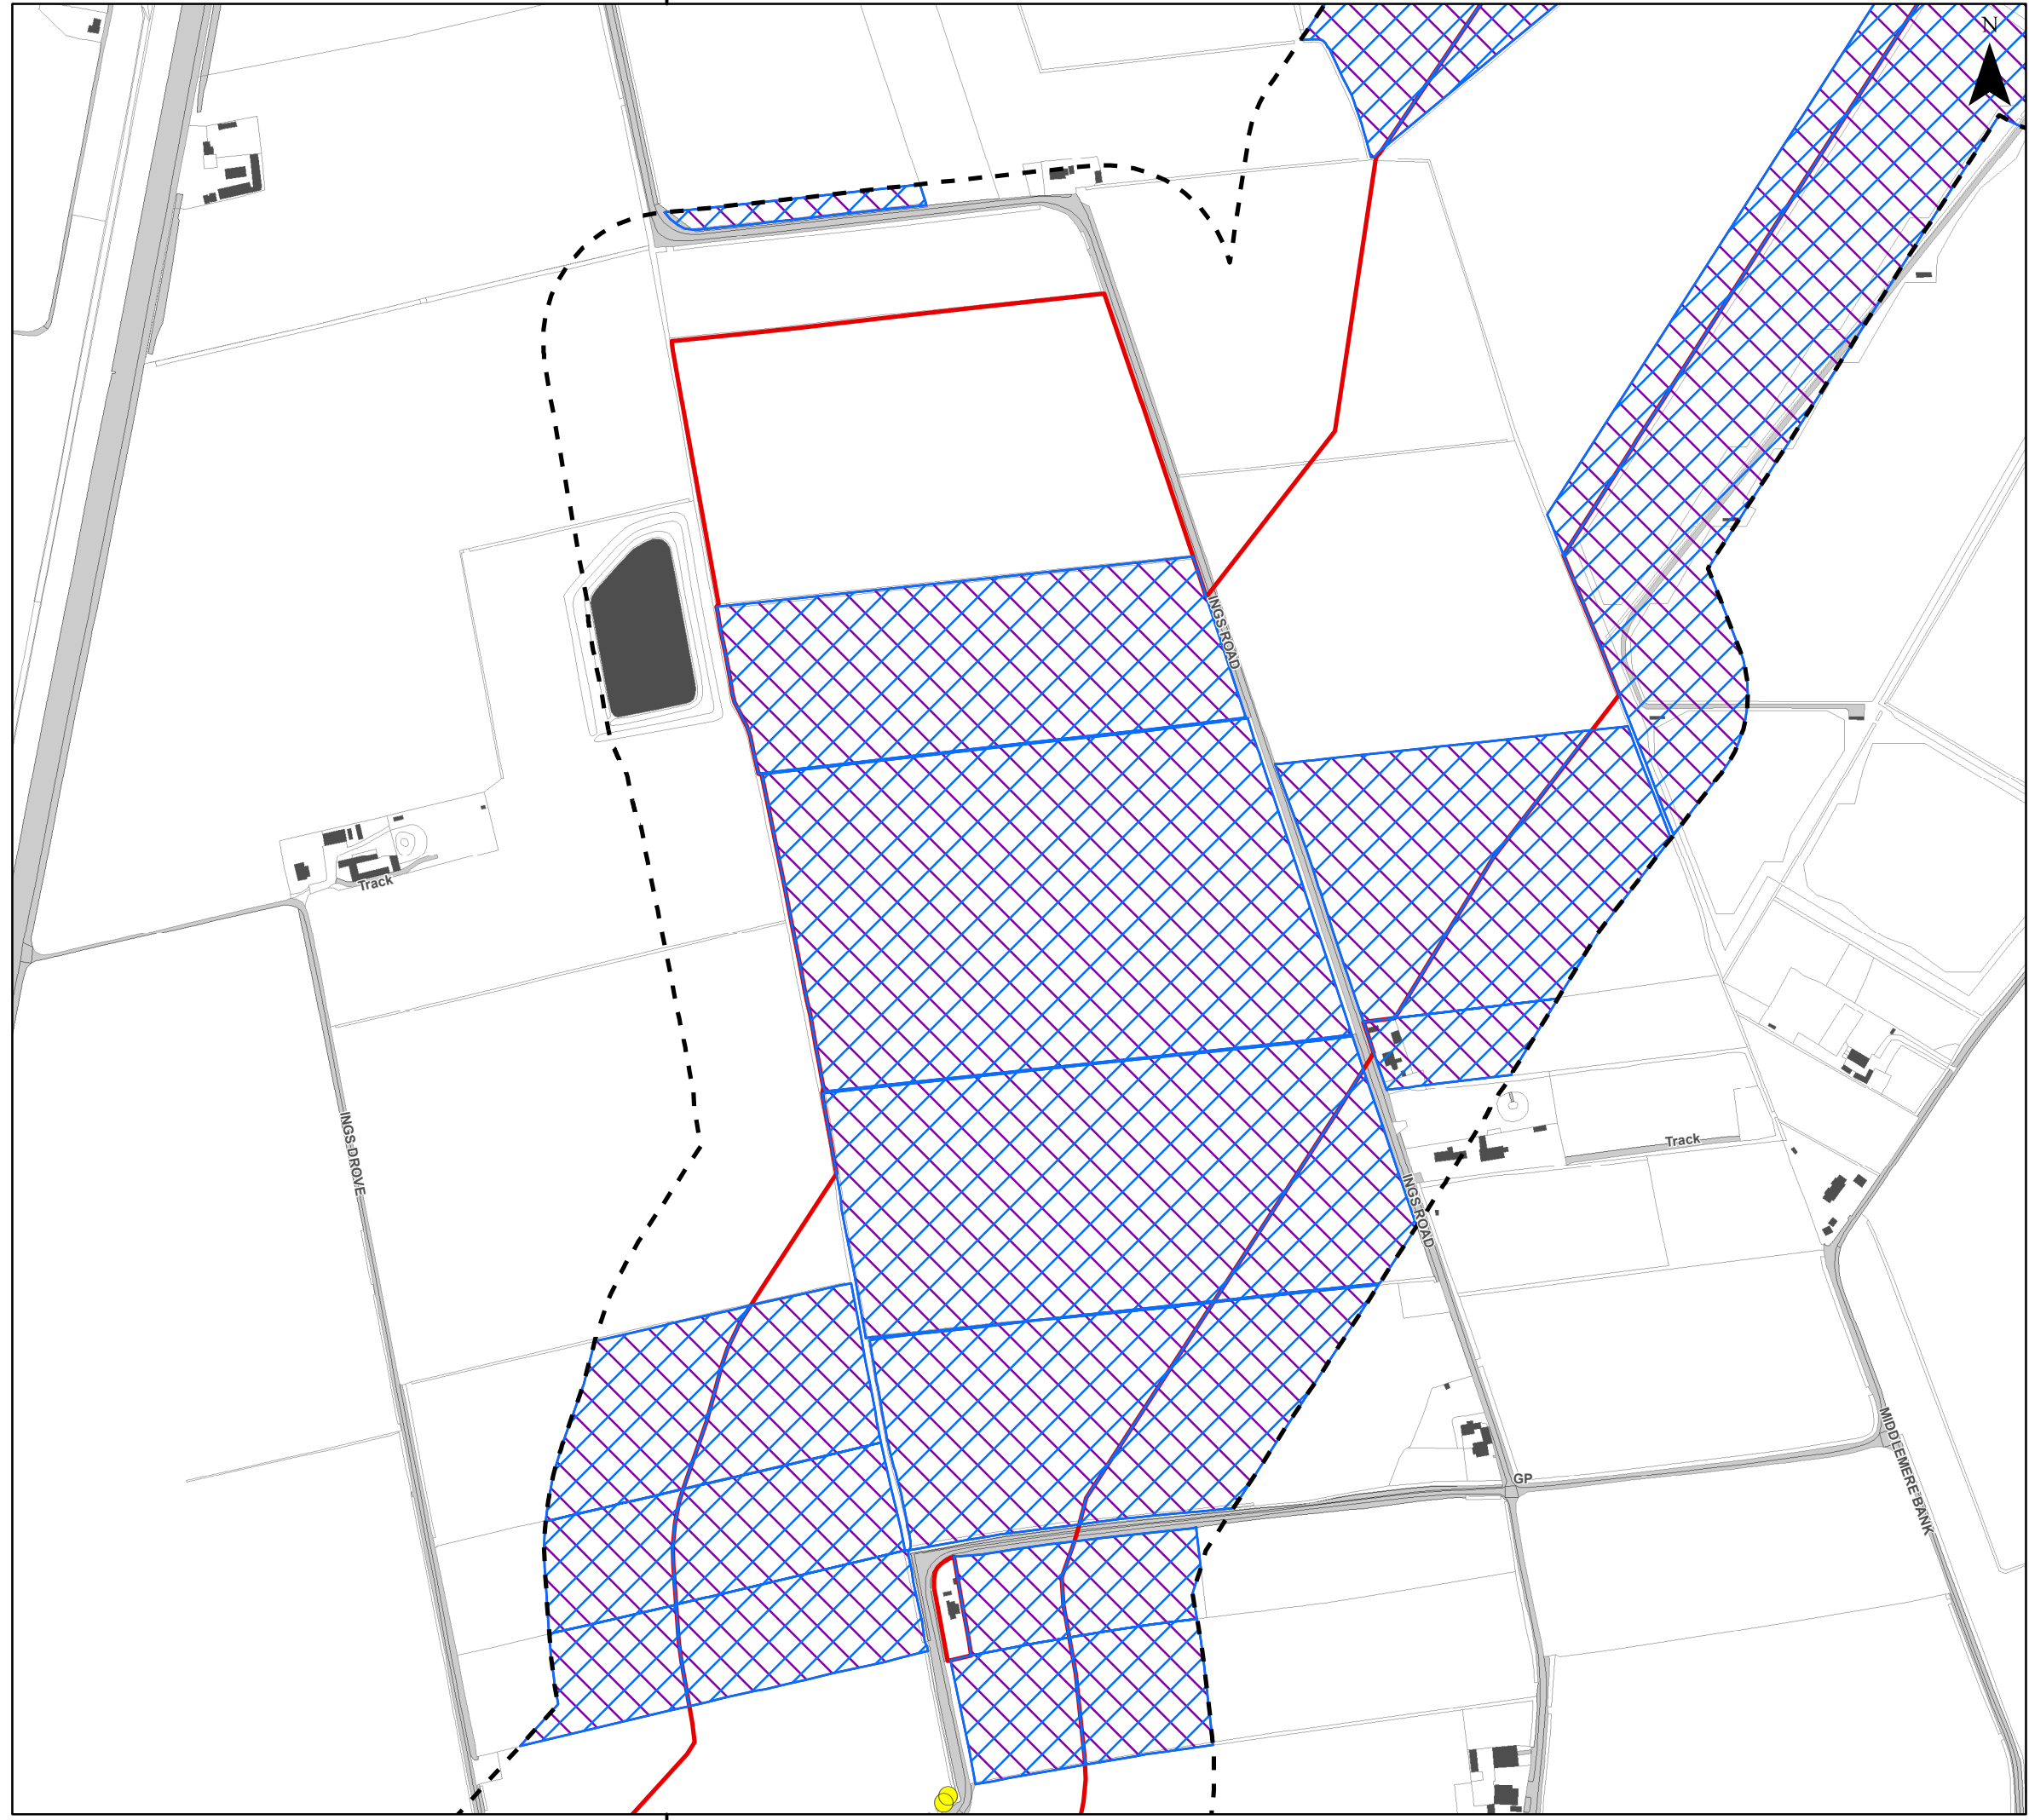 N
INGS ROAD
Track
INGS DROVE
Track
INGS ROAD
MIDDLEMERE BANK
GP